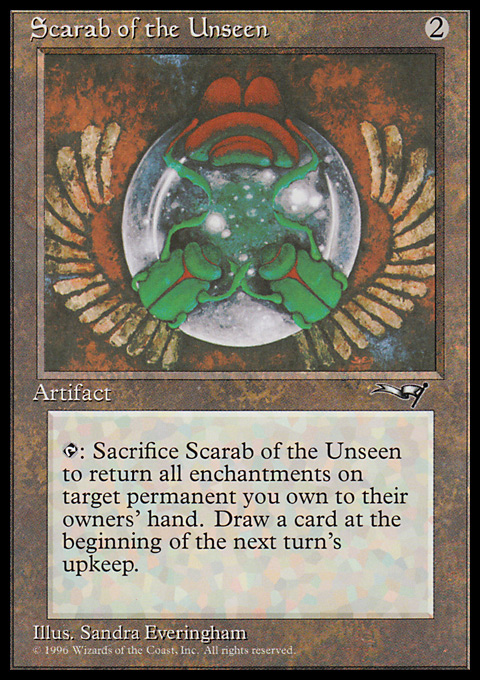 Scarab of the Unseen 2
Artifact
: Sacrifice Scarab of the Unseen
to return all enchantments on
target permanent you own to their
owners' hand. Draw a card at the
beginning of the next turn's
upkeep.
Illus. Sandra Everingham
© 1996 Wizards of the Coast, Inc. All rights reserved.